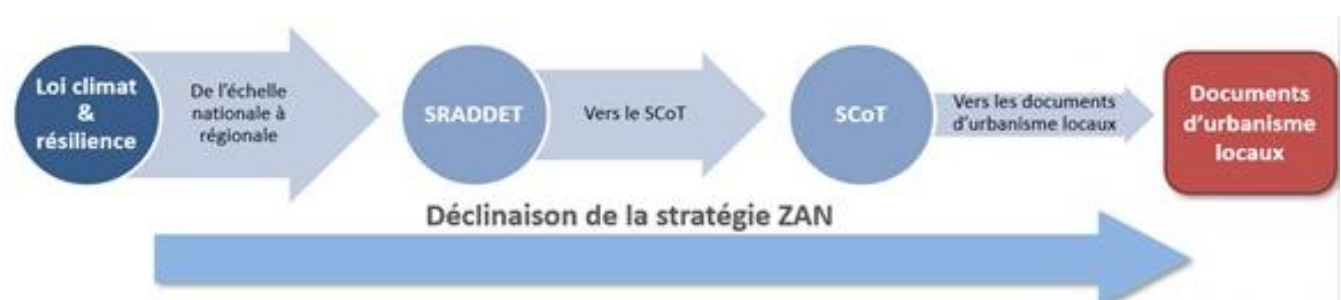 Loi climat
&
résilience
De l'échelle
nationale à
régionale
SRADDET
Vers le SCoT
SCoT
Vers les documents
d'urbanisme locaux
Documents
d'urbanisme
locaux
Déclinaison de la stratégie ZAN